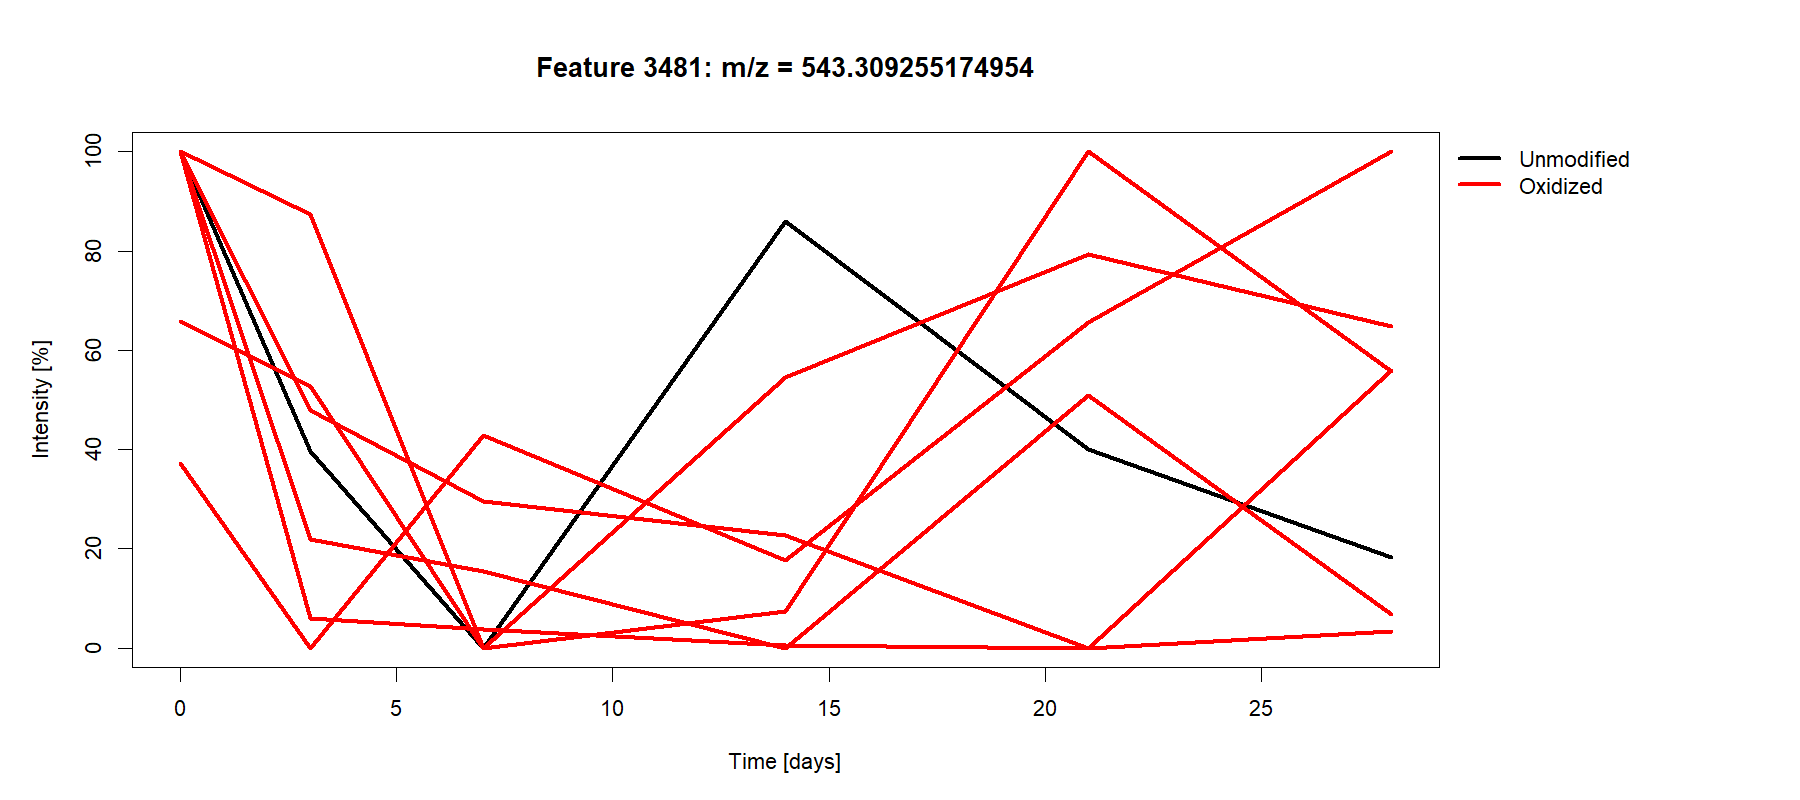 Feature 3481: m/z = 543.309255174954
Unmodified
Oxidized
Intensity [%]
100
80
60
40
20
0
0 5 10 15 20 25
Time [days]